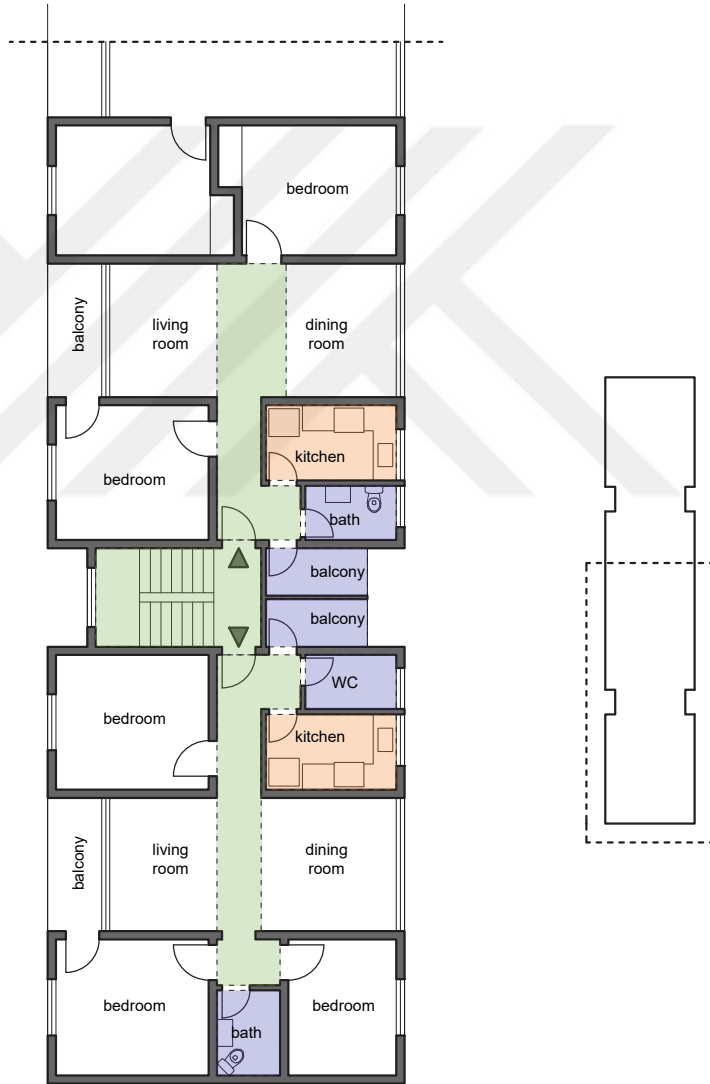 bedroom
balcony
living
room
dining
room
bedroom
kitchen
bath
balcony
balcony
WC
bedroom
kitchen
balcony
living
room
dining
room
bedroom
bedroom
bath